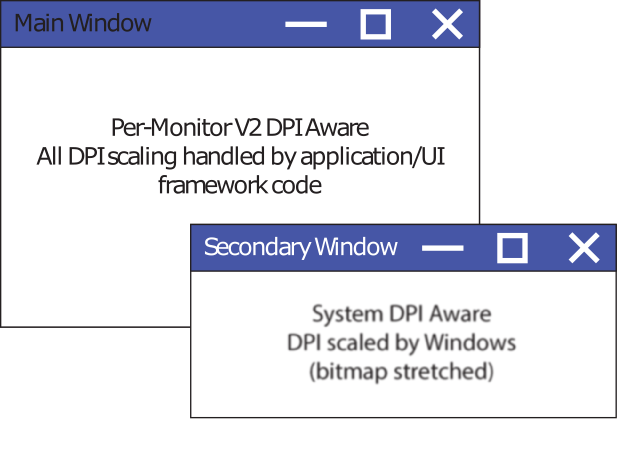 Main Window
Per-Monitor V2 DPI Aware
All DPI scaling handled by application/UI
framework code
Secondary Window
System DPI Aware
DPI scaled by Windows
(bitmap stretched)